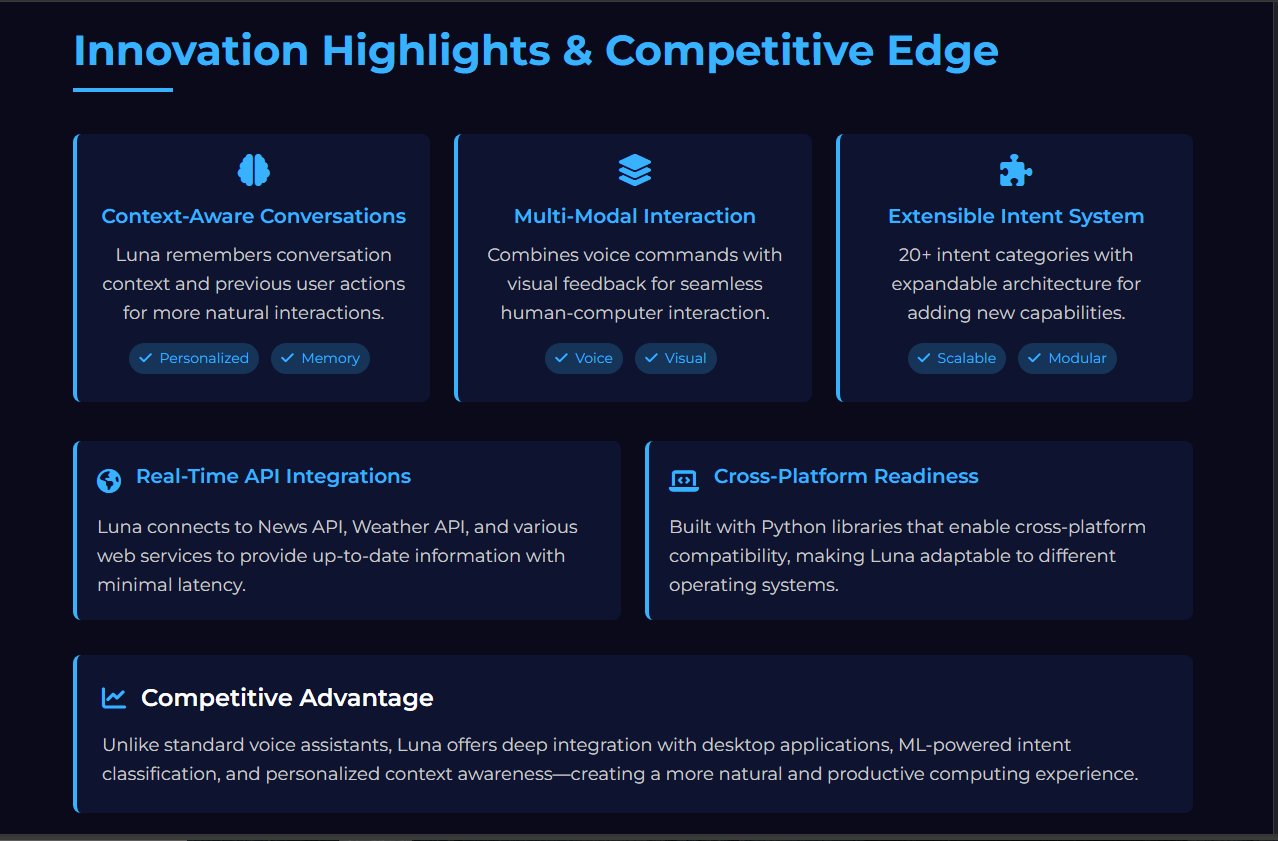 Innovation Highlights & Competitive Edge
Context-Aware Conversations
Luna remembers conversation
context and previous user actions
for more natural interactions.
Personalized
Memory
Multi-Modal Interaction
Combines voice commands with
visual feedback for seamless
human-computer interaction.
Voice
Visual
Extensible Intent System
20+ intent categories with
expandable architecture for
adding new capabilities.
Scalable
Modular
Real-Time API Integrations
Luna connects to News API, Weather API, and various
web services to provide up-to-date information with
minimal latency.
Cross-Platform Readiness
Built with Python libraries that enable cross-platform
compatibility, making Luna adaptable to different
operating systems.
Competitive Advantage
Unlike standard voice assistants, Luna offers deep integration with desktop applications, ML-powered intent
classification, and personalized context awareness—creating a more natural and productive computing experience.